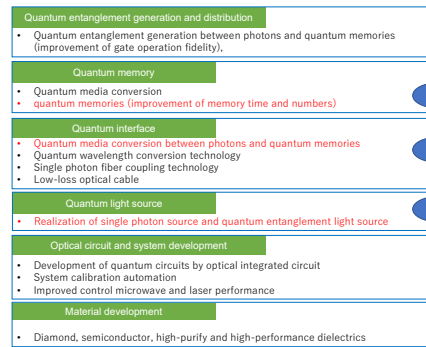 Quantum entanglement generation and distribution
• Quantum entanglement generation between photons and quantum memories
(improvement of gate operation fidelity),
Quantum memory
• Quantum media conversion
• quantum memories (improvement of memory time and numbers)
Quantum interface
• Quantum media conversion between photons and quantum memories
• Quantum wavelength conversion technology
• Single photon fiber coupling technology
• Low-loss optical cable
Quantum light source
• Realization of single photon source and quantum entanglement light source
Optical circuit and system development
• Development of quantum circuits by optical integrated circuit
• System calibration automation
• Improved control microwave and laser performance
Material development
• Diamond, semiconductor, high-purify and high-performance dielectrics